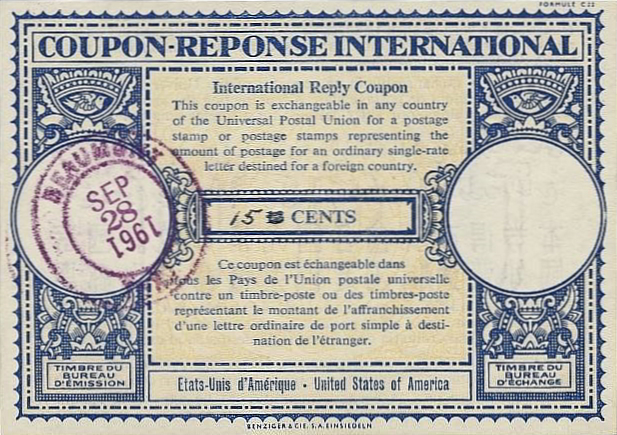 FORMULE C22
COUPON-REPONSE INTERNATIONAL
International Reply Coupon
This coupon is exchangeable in any country
of the Universal Postal Union for a postage
stamp or postage stamps representing the
amount of postage for an ordinary single-rate
letter destined for a foreign country.
BEAUMONT
SEP
28
1961
15 CENTS
Ce coupon est échangeable dans
tous les Pays de l'Union postale universelle
contre un timbre-poste ou des timbres-poste
représentant le montant de l'affranchissement
d'une lettre ordinaire de port simple à desti-
nation de l'étranger.
TIMBRE DU
BUREAU
D'ÉMISSION
Etats-Unis d'Amérique · United States of America
TIMBRE DU
BUREAU
D'ÉCHANGE
BENZIGER & CIE. S.A. EINSIEDELN